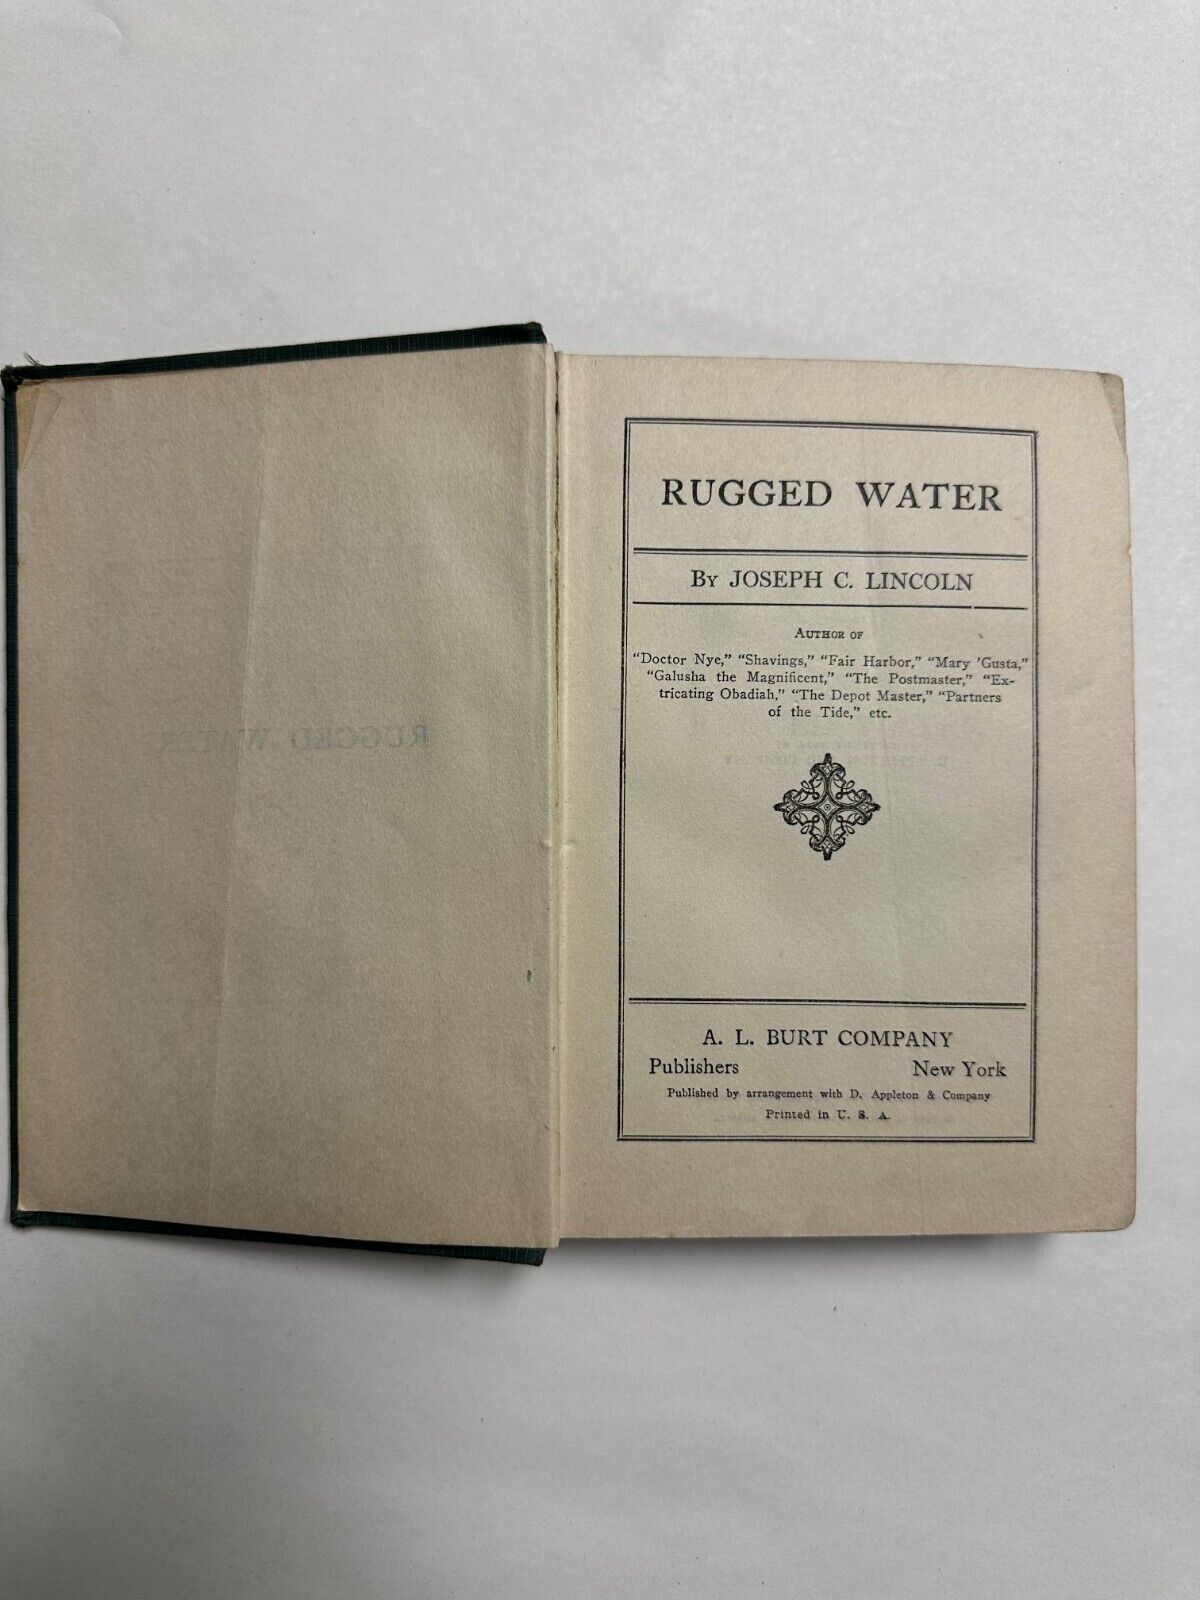 RUGGED WATER
RUGGED WATER
By JOSEPH C. LINCOLN
Author of
"Doctor Nye," "Shavings," "Fair Harbor," "Mary 'Gusta,"
"Galusha the Magnificent," "The Postmaster," "Ex-
tricating Obadiah," "The Depot Master," "Partners
of the Tide," etc.
A. L. BURT COMPANY
Publishers New York
Published by arrangement with D. Appleton & Company
Printed in U. S. A.